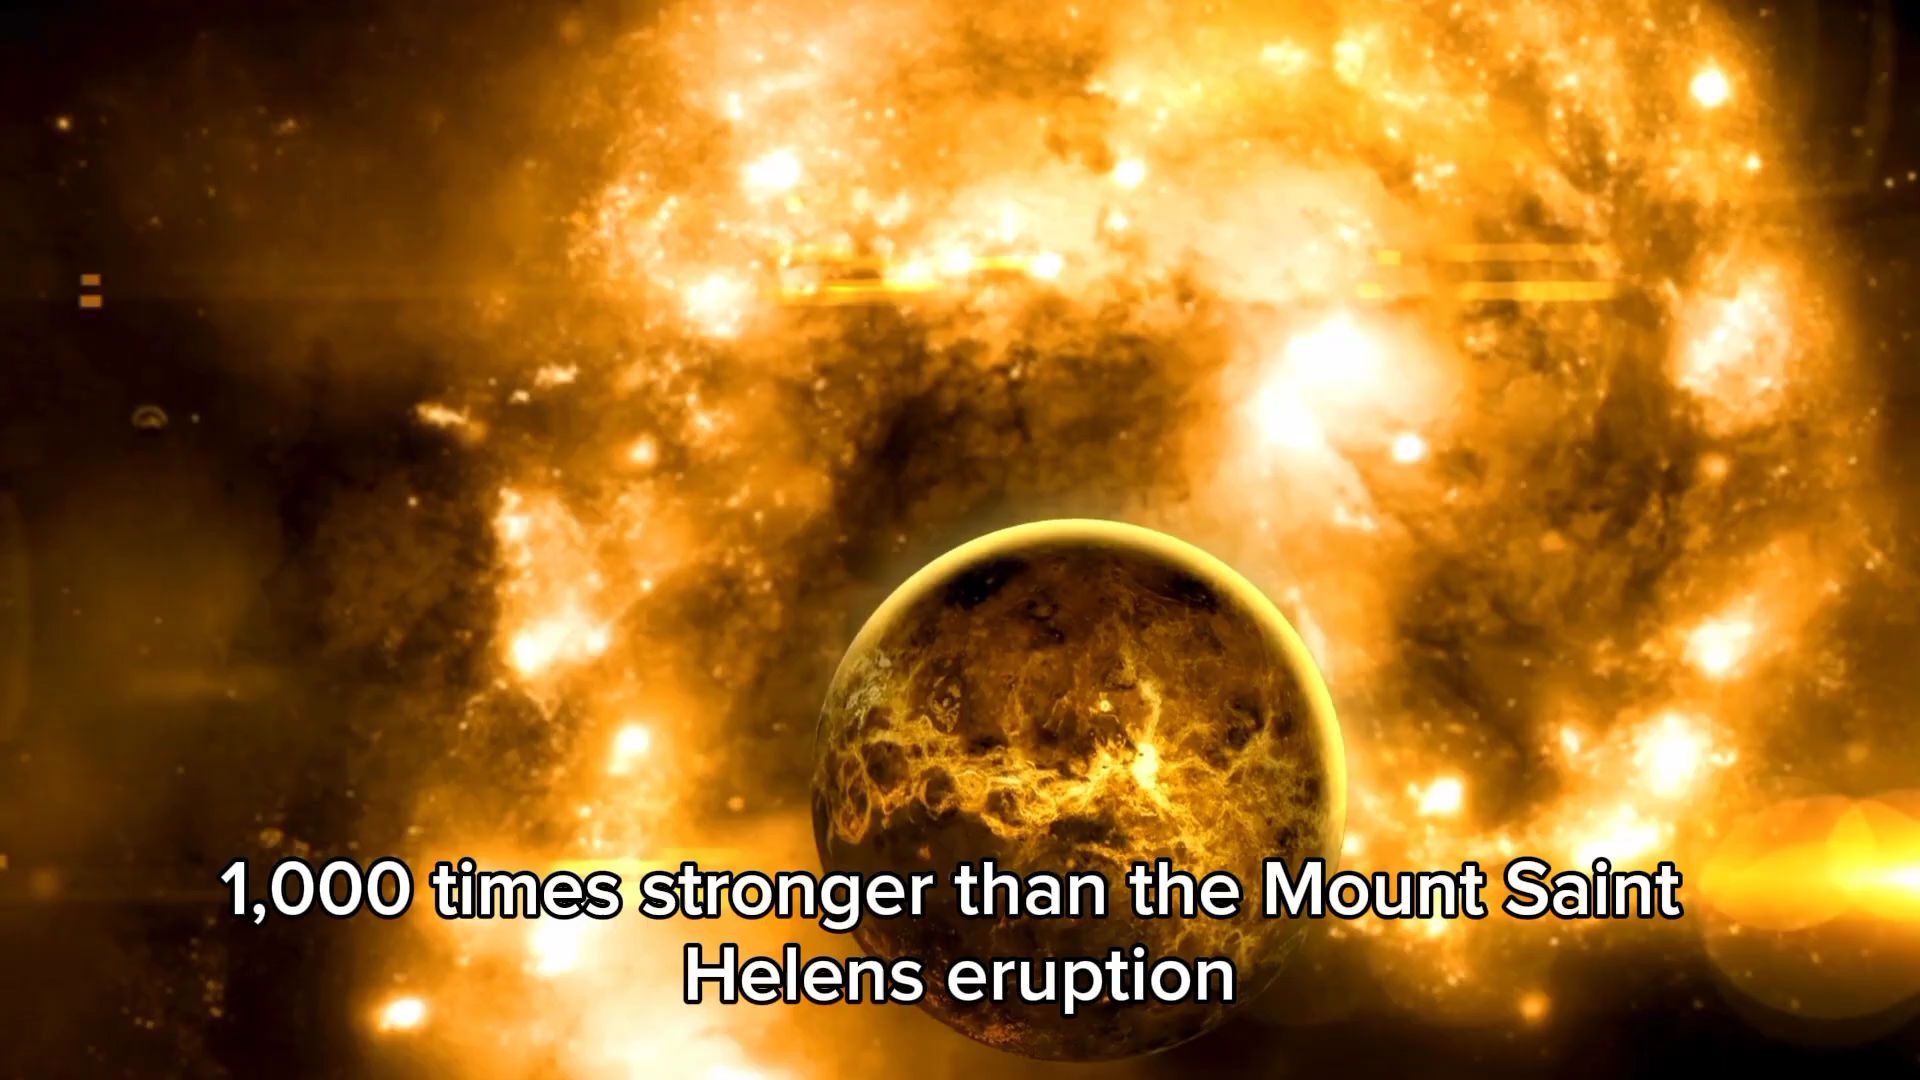 1,000 times stronger than the Mount Saint
Helens eruption